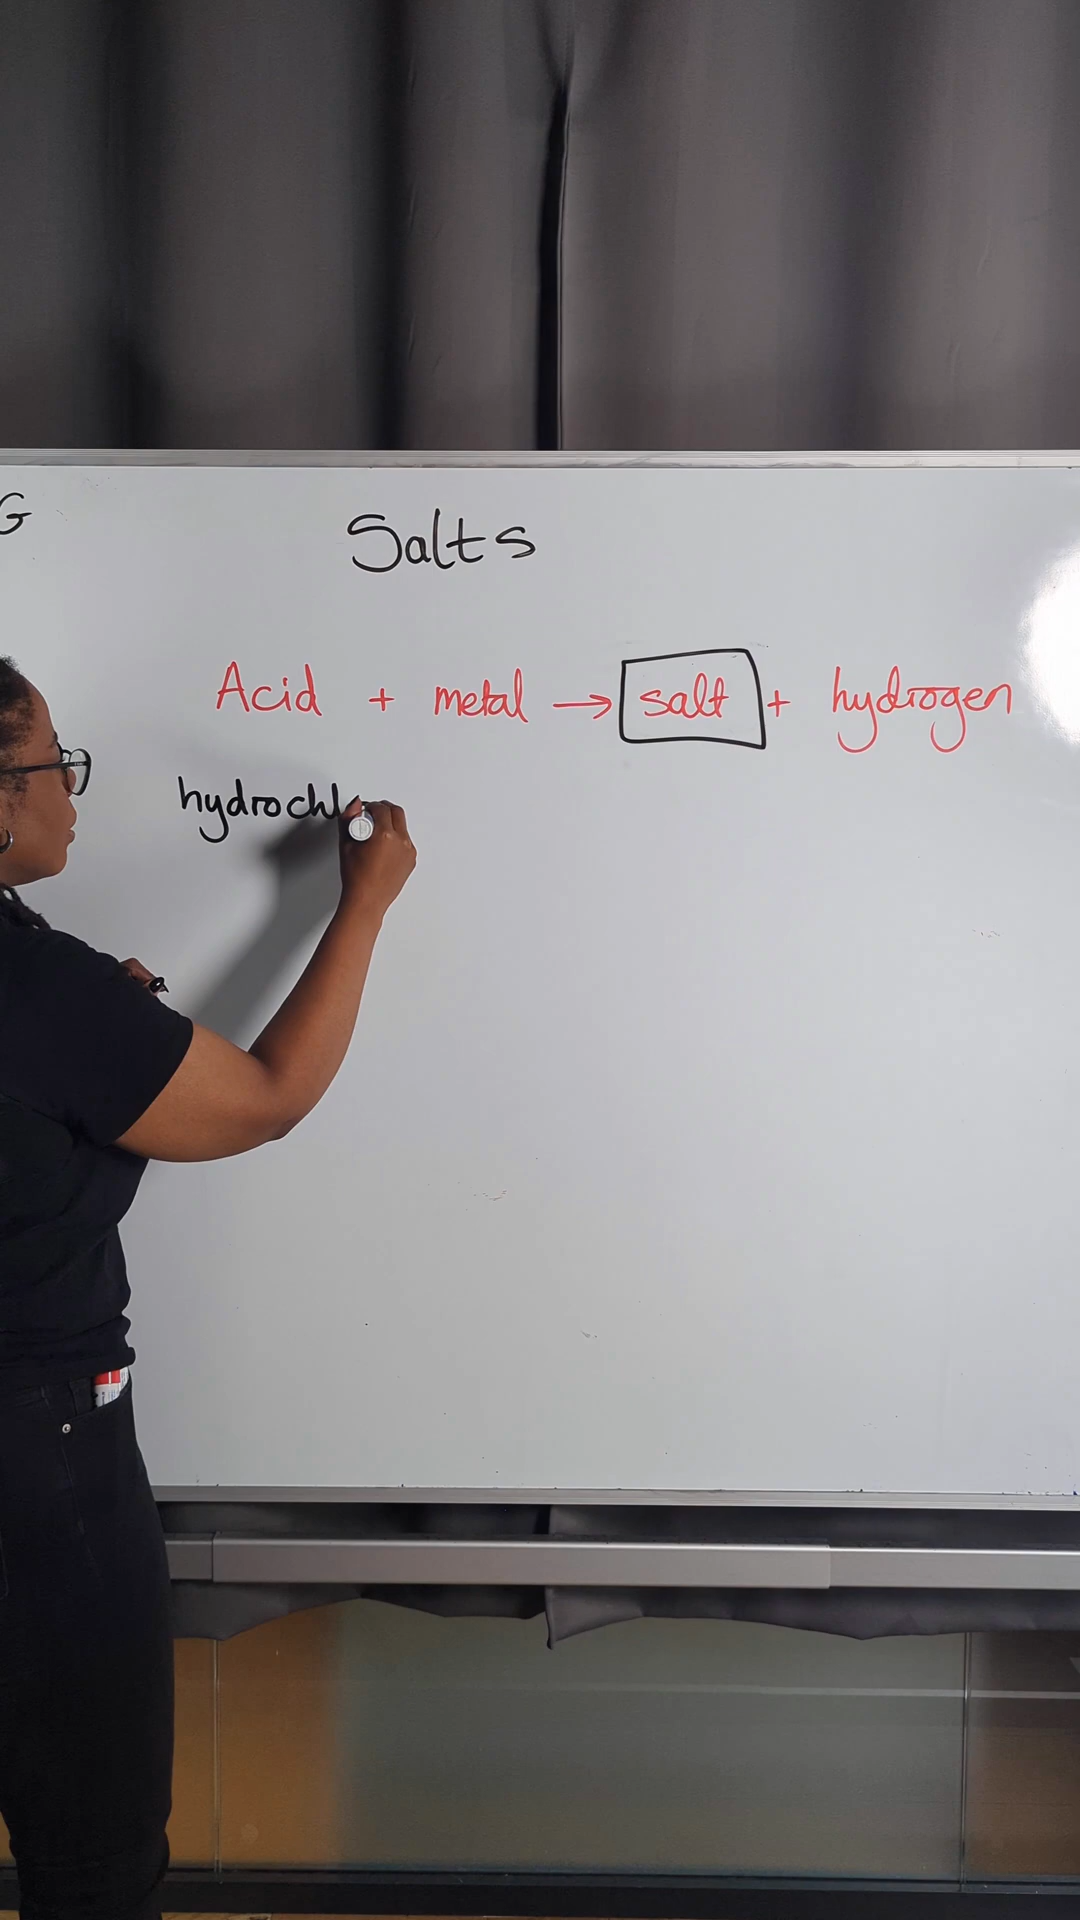 G
Salts
Acid + metal → salt + hydrogen
hydrochl